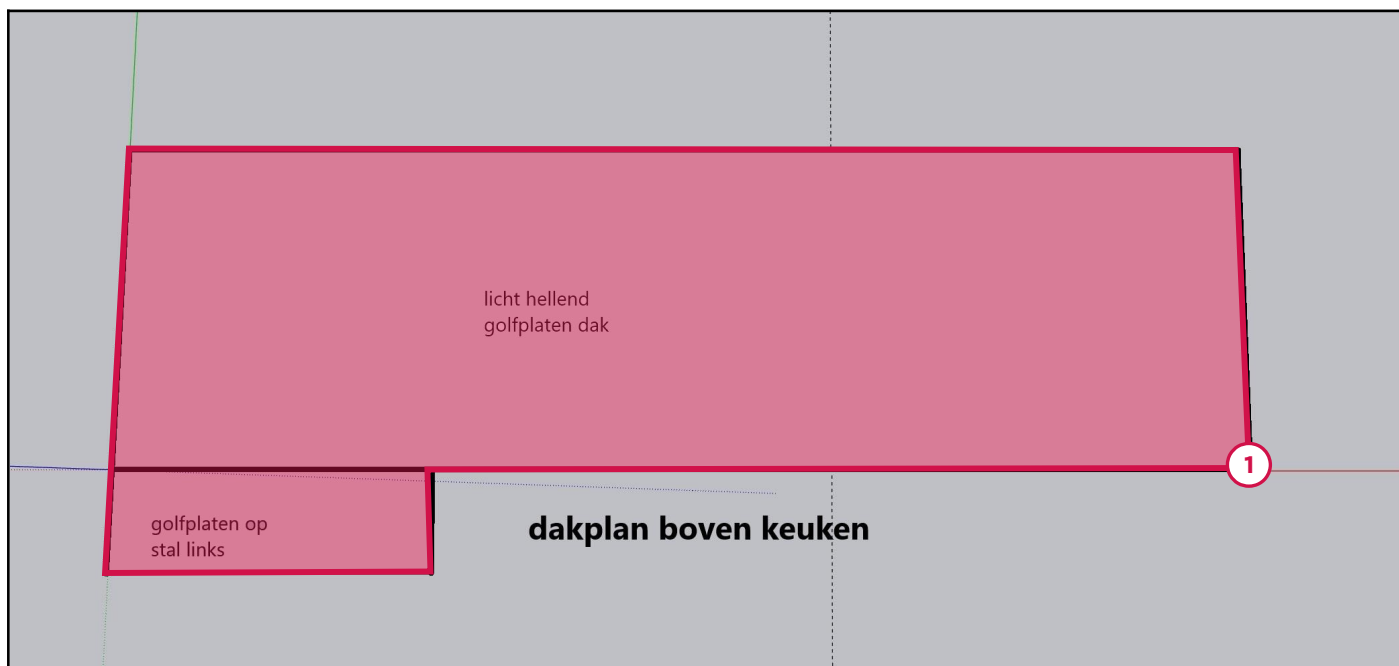 licht hellend
golfplaten dak
1
golfplaten op
stal links
dakplan boven keuken